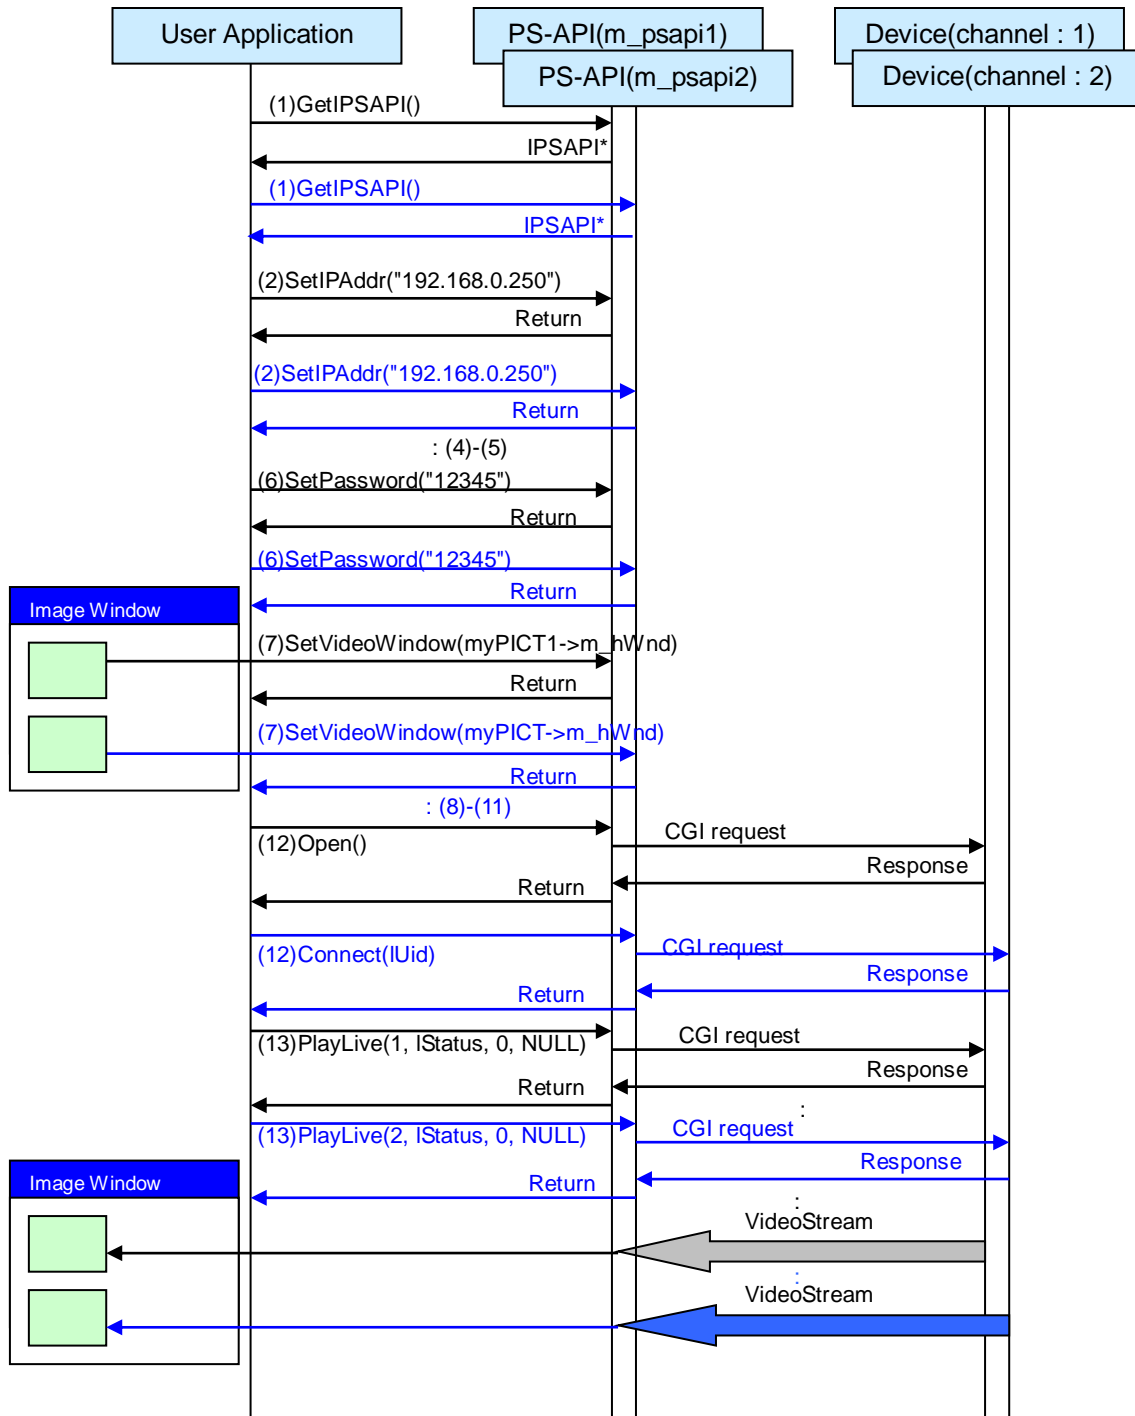 User Application
PS-API(m_psapi1)
Device(channel : 1)
PS-API(m_psapi2)
Device(channel : 2)
(1)GetIPSAPI()
IPSAPI*
(1)GetIPSAPI()
IPSAPI*
(2)SetIPAddr("192.168.0.250")
Return
(2)SetIPAddr("192.168.0.250")
Return
: (4)-(5)
(6)SetPassword("12345")
Return
(6)SetPassword("12345")
Return
Image Window
(7)SetVideoWindow(myPICT1->m_hWnd)
Return
(7)SetVideoWindow(myPICT->m_hWnd)
Return
: (8)-(11)
(12)Open()
CGI request
Response
Return
(12)Connect(lUid)
CGI request
Response
Return
(13)PlayLive(1, lStatus, 0, NULL)
CGI request
Response
Return
:
(13)PlayLive(2, lStatus, 0, NULL)
CGI request
Response
Return
Image Window
:
VideoStream
:
VideoStream